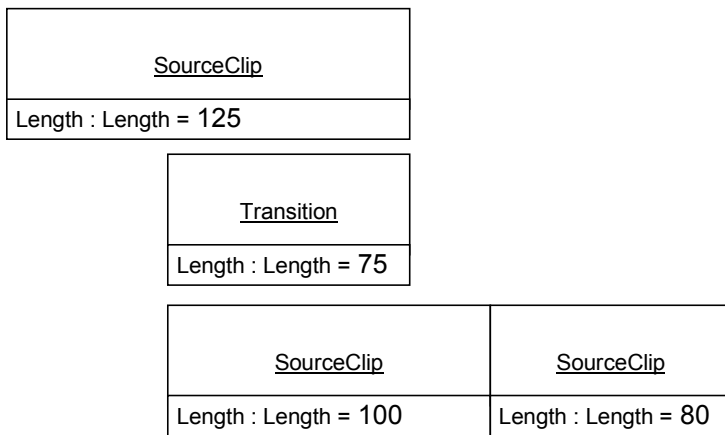 SourceClip
Length : Length = 125
Transition
Length : Length = 75
SourceClip
SourceClip
Length : Length = 100
Length : Length = 80